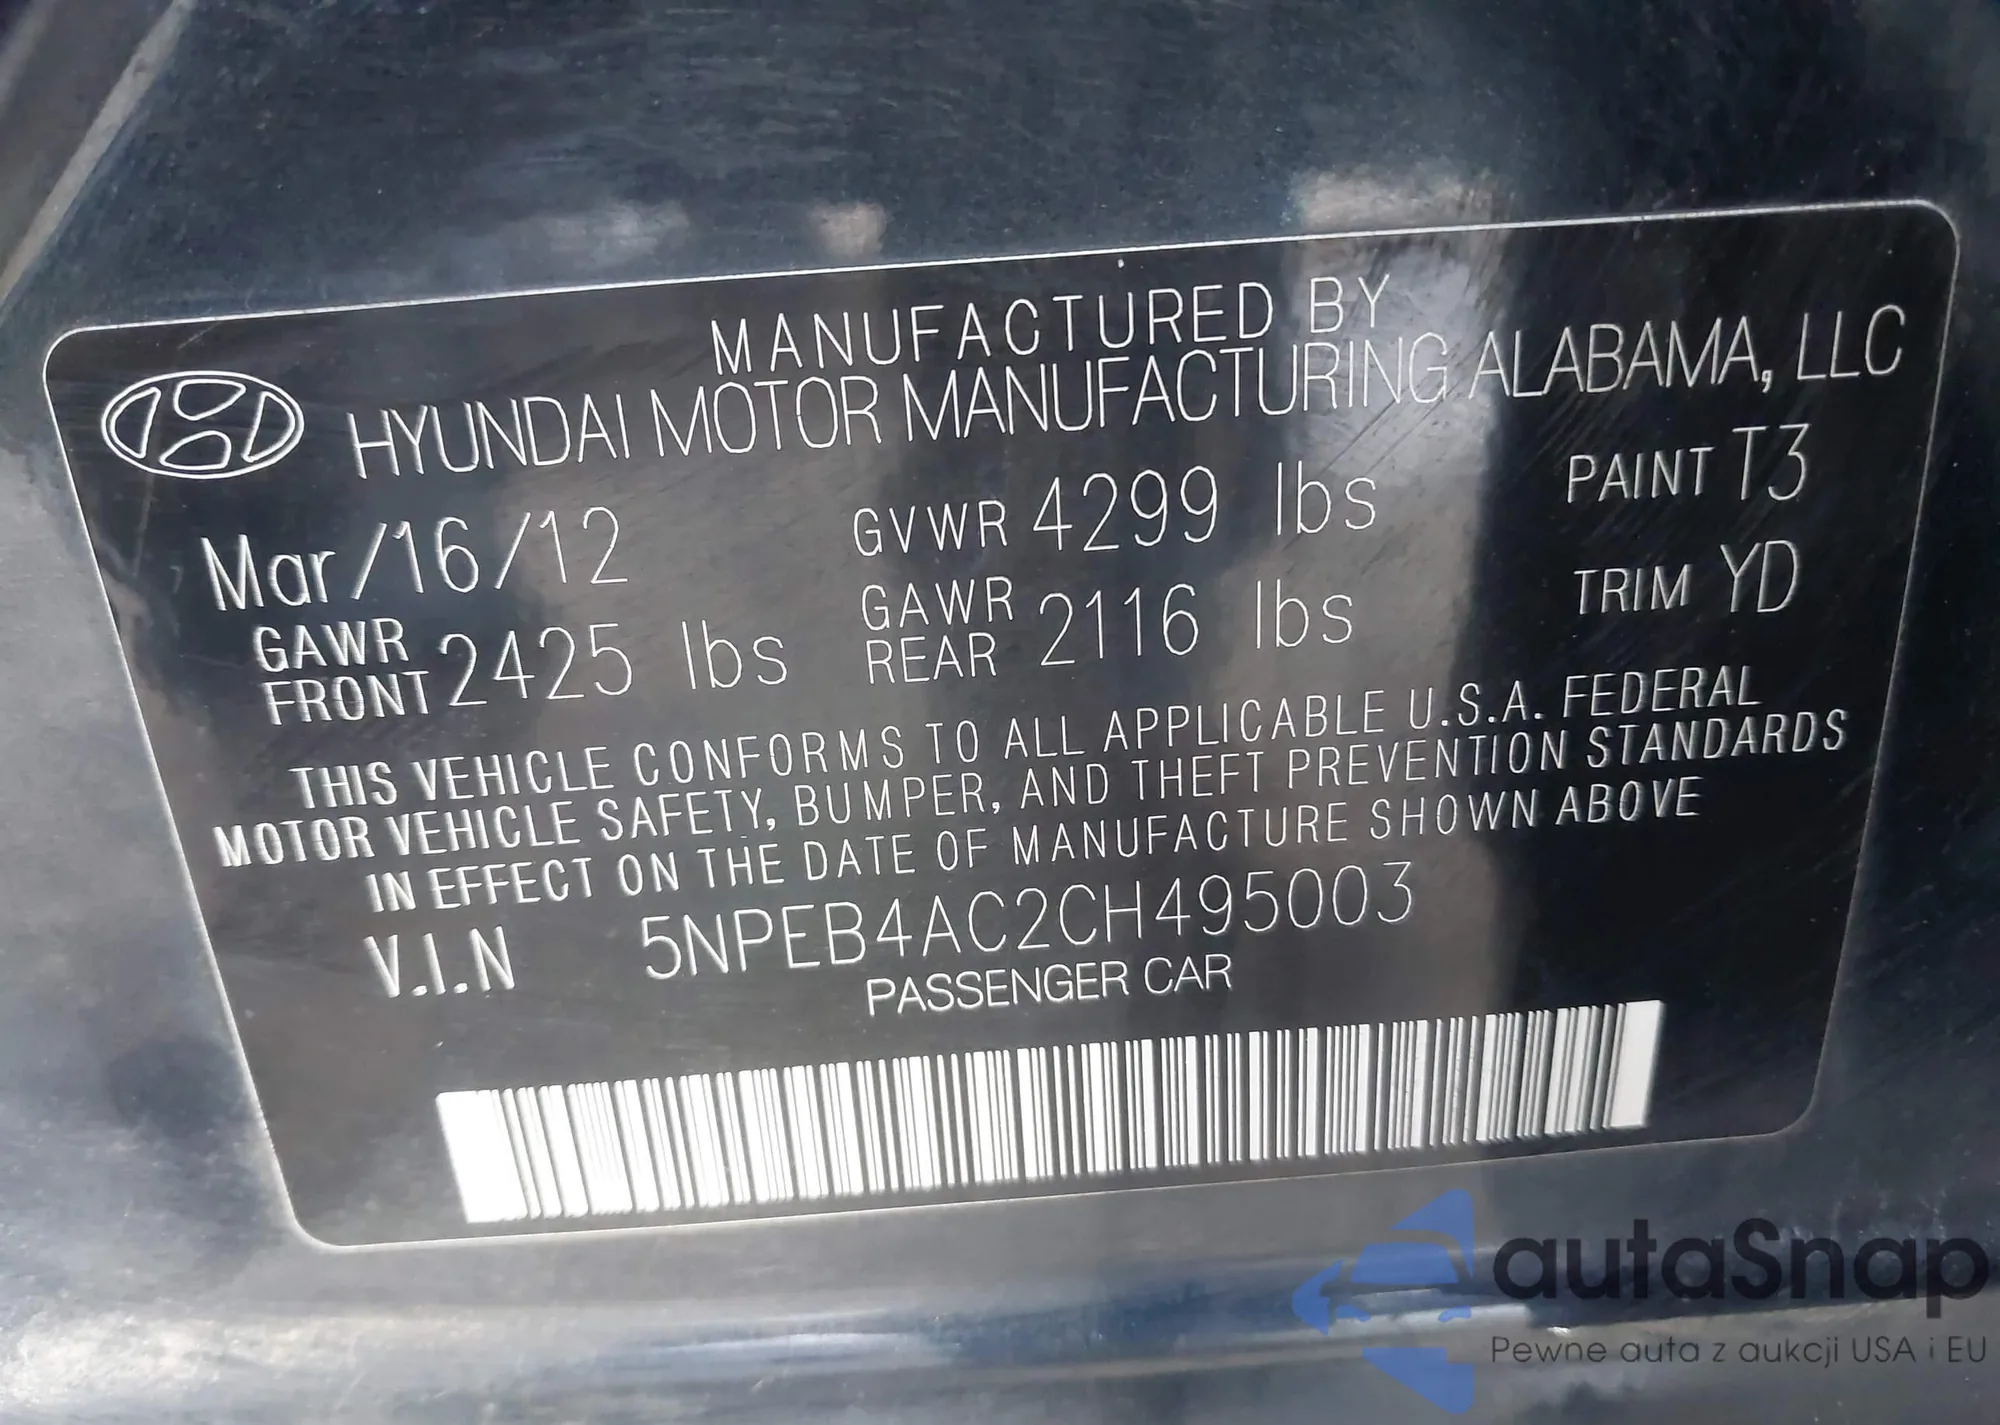 MANUFACTURED BY
HYUNDAI MOTOR MANUFACTURING ALABAMA, LLC
Mar/16/12 GVWR 4299 lbs PAINT T3
GAWR FRONT 2425 lbs GAWR REAR 2116 lbs TRIM YD
THIS VEHICLE CONFORMS TO ALL APPLICABLE U.S.A. FEDERAL
MOTOR VEHICLE SAFETY, BUMPER, AND THEFT PREVENTION STANDARDS
IN EFFECT ON THE DATE OF MANUFACTURE SHOWN ABOVE
V.I.N 5NPEB4AC2CH495003
PASSENGER CAR
autaSnap
Pewne auta z aukcji USA i EU